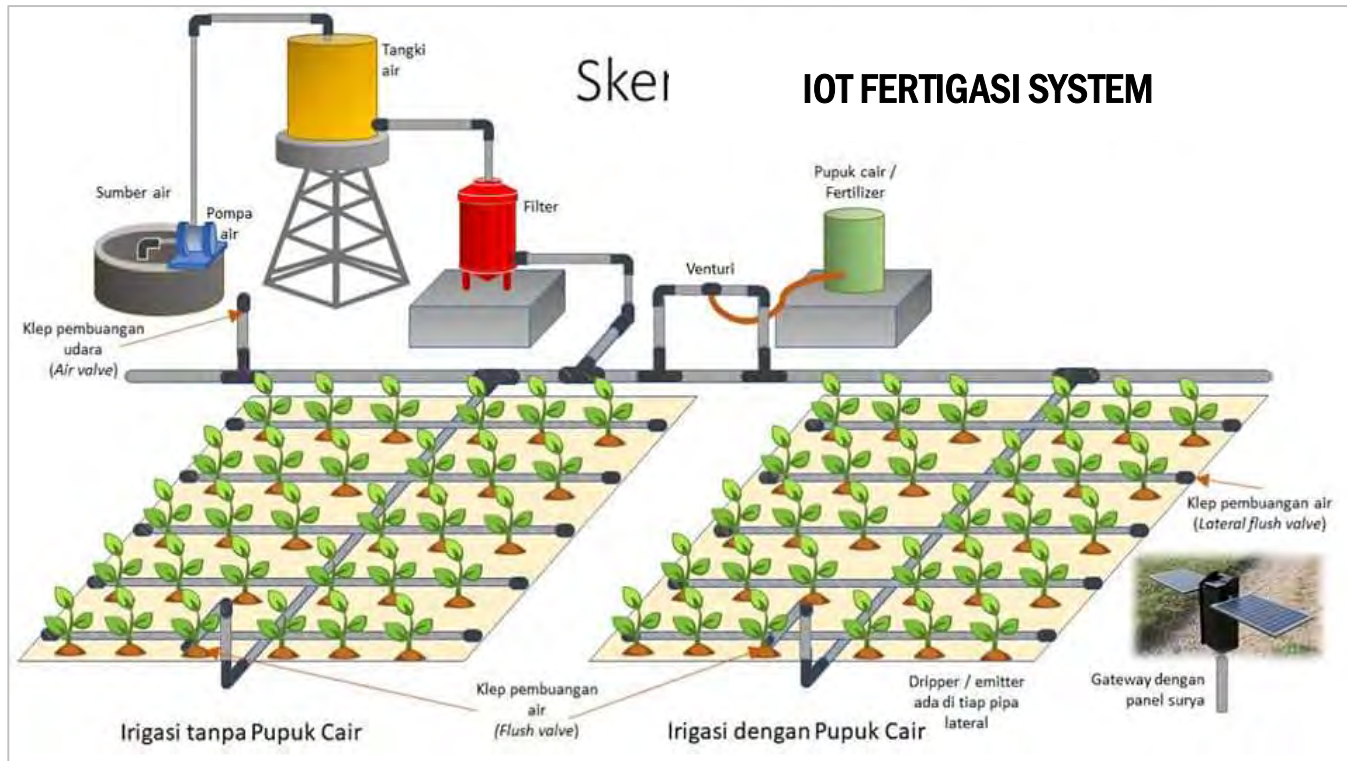 Tangki
air
Sker
IOT FERTIGASI SYSTEM
Sumber air
Pompa
air
Filter
Pupuk cair /
Fertilizer
Venturi
Klep pembuangan
udara
(Air valve)
Klep pembuangan air
(Lateral flush valve)
Klep pembuangan
air
(Flush valve)
Dripper / emitter
ada di tiap pipa
lateral
Gateway dengan
panel surya
Irigasi tanpa Pupuk Cair
Irigasi dengan Pupuk Cair